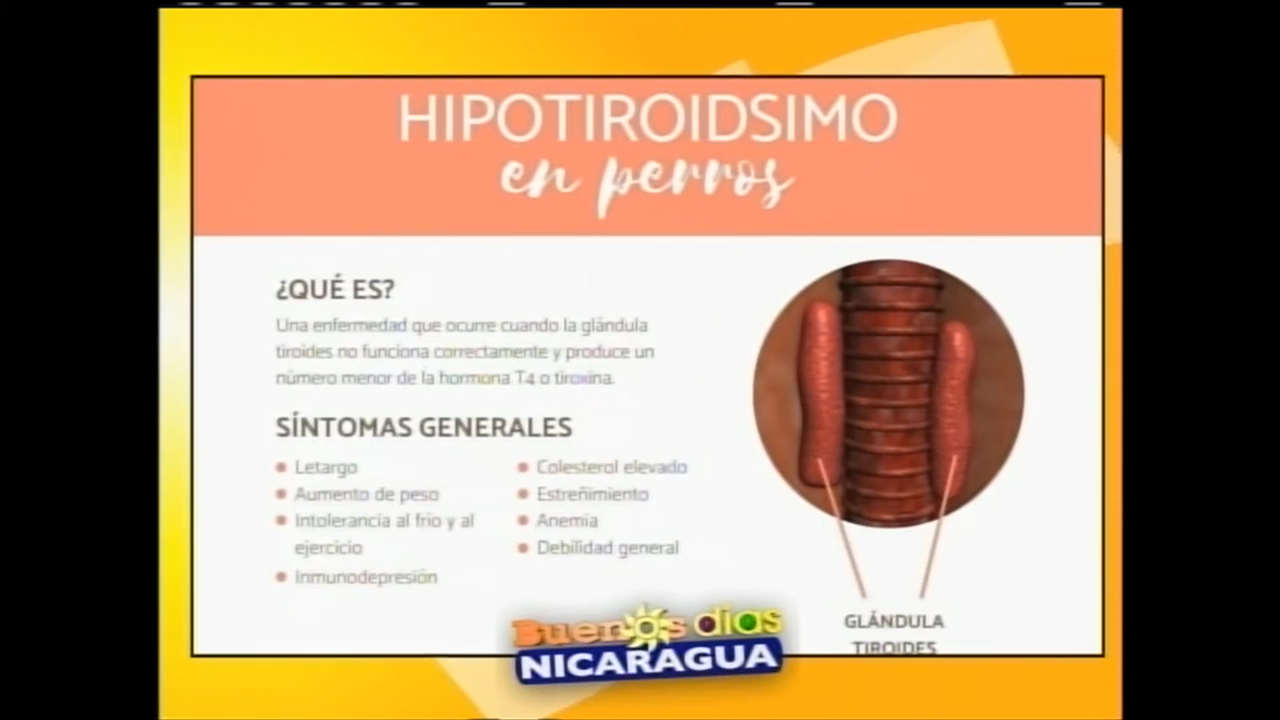 HIPOTIROIDSIMO
en perros
¿QUÉ ES?
Una enfermedad que ocurre cuando la glándula
tiroides no funciona correctamente y produce un
número menor de la hormona T4 o tiroxina.
SÍNTOMAS GENERALES
Letargo
Aumento de peso
Intolerancia al frío y al
ejercicio
Inmunodepresión
Colesterol elevado
Estreñimiento
Anemia
Debilidad general
GLÁNDULA
TIROIDES
Buenos días
NICARAGUA